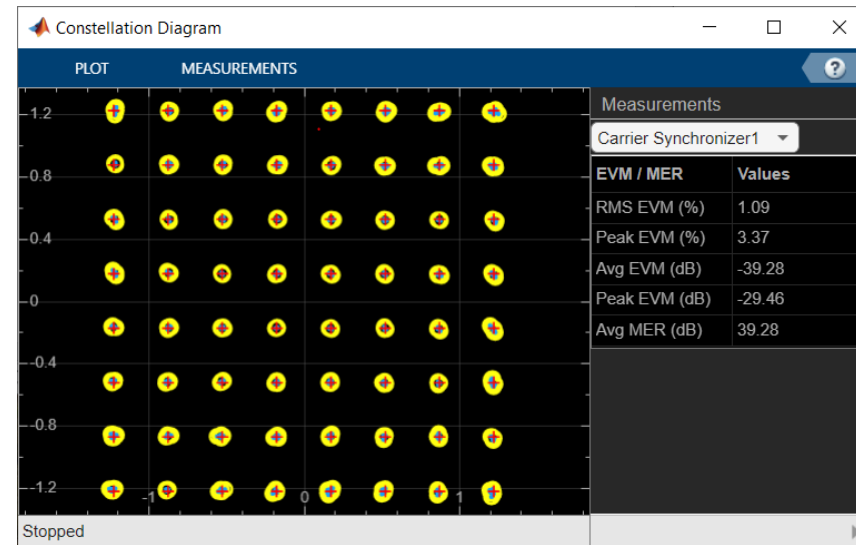 Constellation Diagram
PLOT MEASUREMENTS
?
Measurements
Carrier Synchronizer1
EVM / MER Values
RMS EVM (%) 1.09
Peak EVM (%) 3.37
Avg EVM (dB) -39.28
Peak EVM (dB) -29.46
Avg MER (dB) 39.28
1.2
0.8
0.4
0
-0.4
-0.8
-1.2
-1 0 1
Stopped